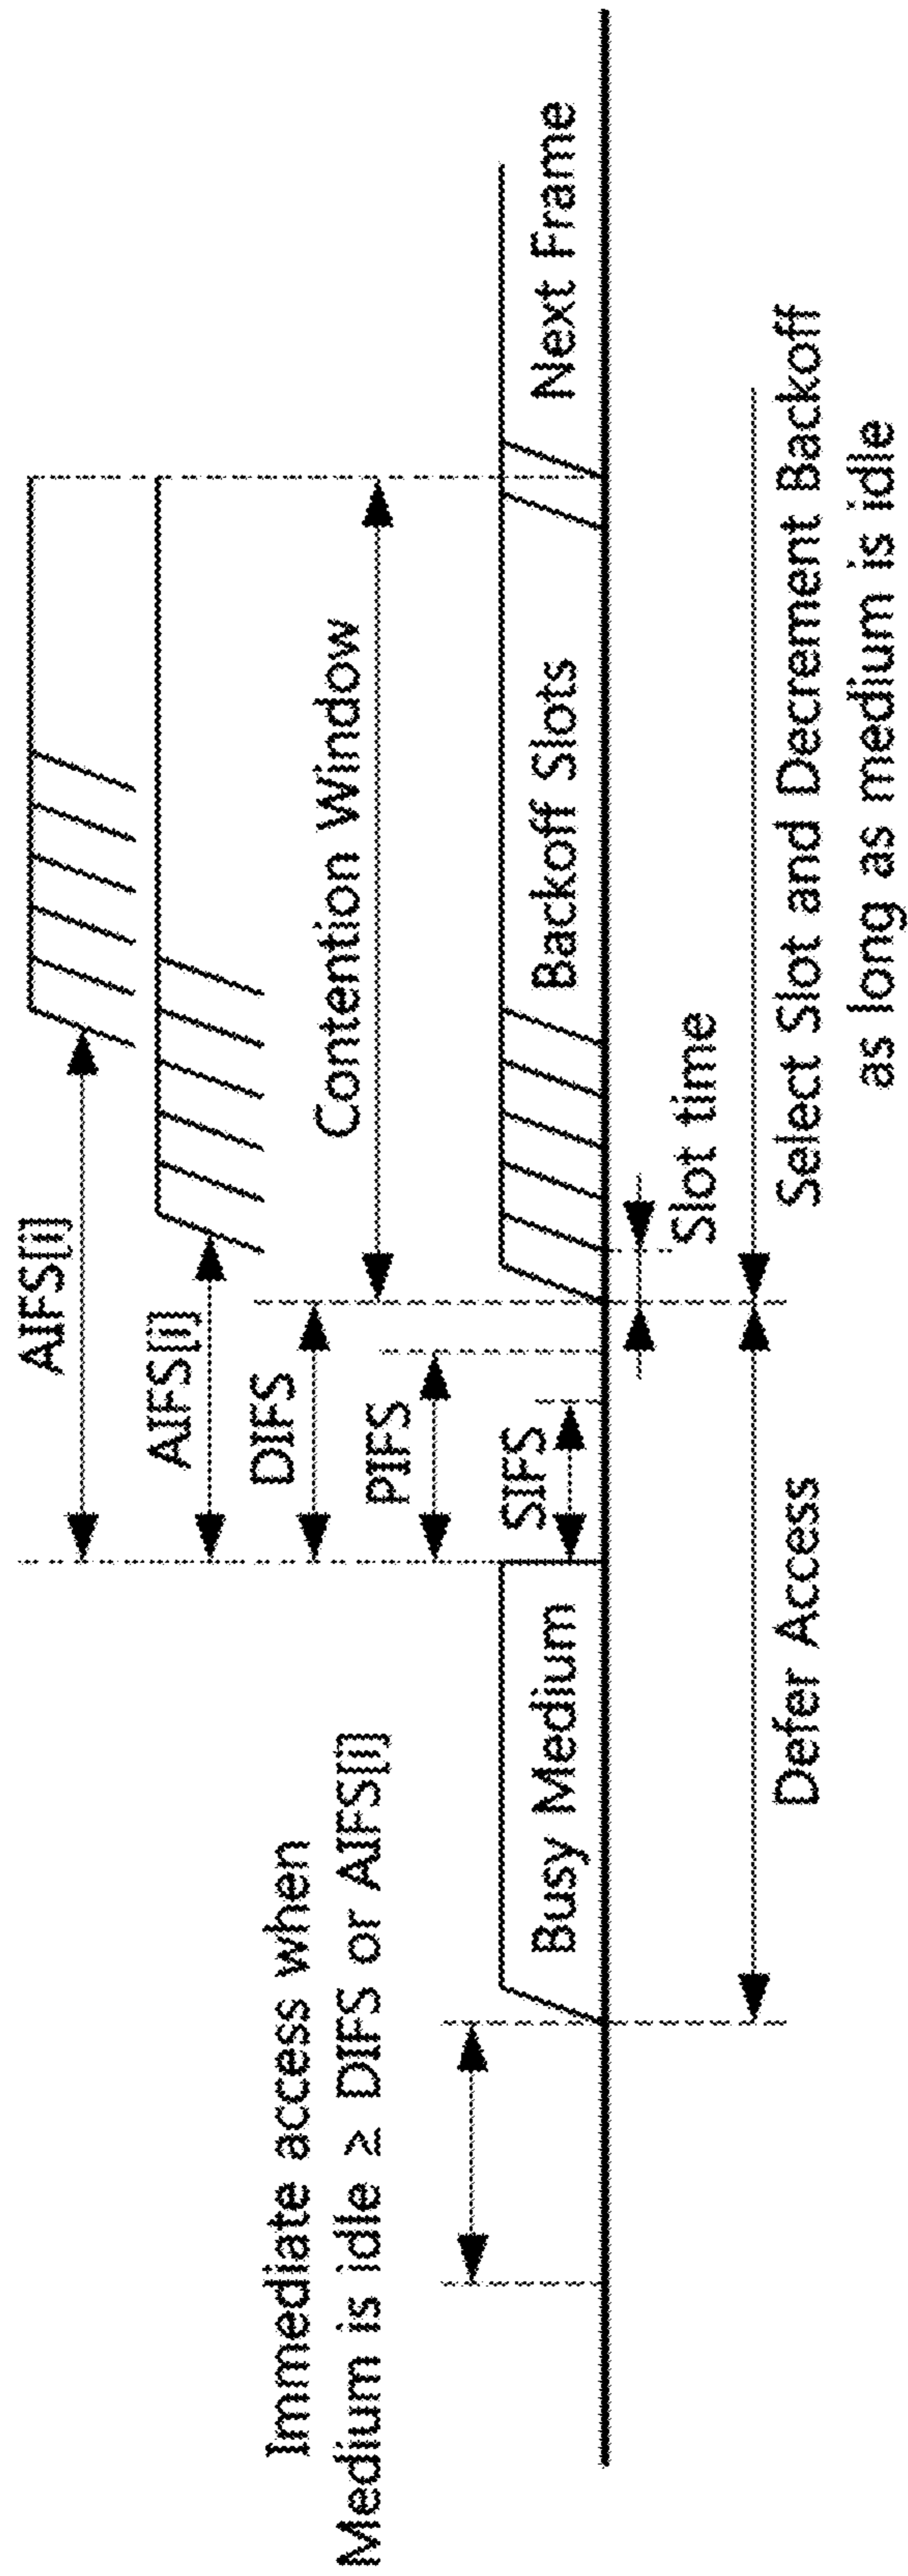 AIFS[i]
AIFS[i]
Immediate access when
Medium is idle ≥ DIFS or AIFS[i]
DIFS
Contention Window
PIFS
SIFS
Busy Medium
Backoff Slots
Next Frame
Slot time
Defer Access
Select Slot and Decrement Backoff
as long as medium is idle